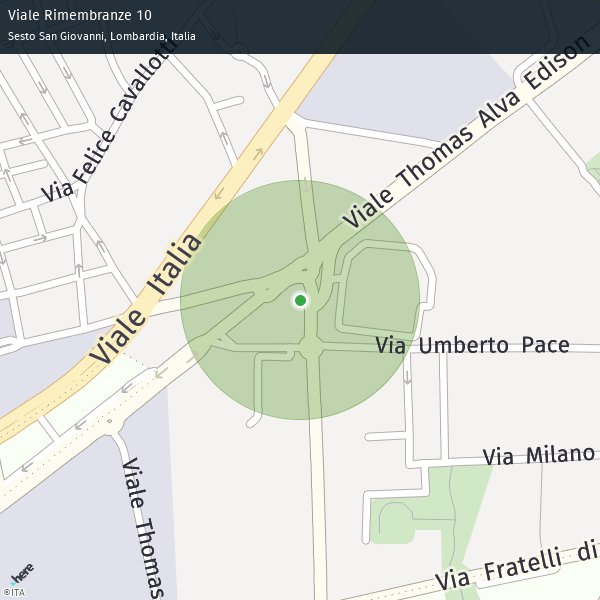 Viale Rimembranze 10
Sesto San Giovanni, Lombardia, Italia
Via Felice Cavallotti
Viale Thomas Alva Edison
Viale Italia
Via Umberto Pace
Via Milano
Viale Thomas
Via Fratelli di
here
©ITA